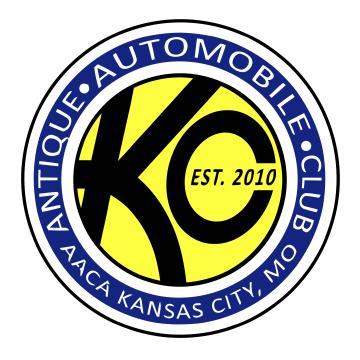 ANTIQUE • AUTOMOBILE • CLUB
KC
EST. 2010
AACA KANSAS CITY, MO